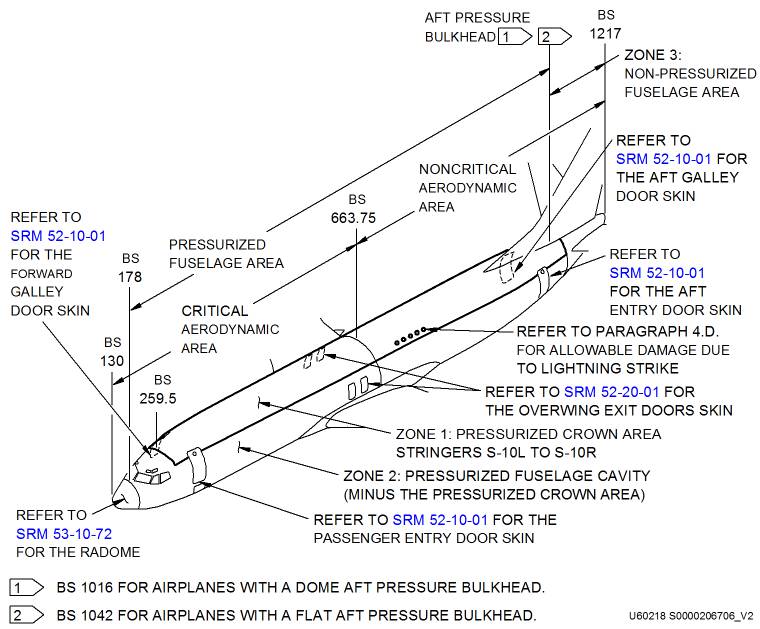 AFT PRESSURE
BULKHEAD 1 2
BS
1217
ZONE 3:
NON-PRESSURIZED
FUSELAGE AREA
REFER TO
SRM 52-10-01 FOR
THE AFT GALLEY
DOOR SKIN
NONCRITICAL
AERODYNAMIC
AREA
BS
663.75
REFER TO
SRM 52-10-01
FOR THE
FORWARD
GALLEY
DOOR SKIN
BS
178
PRESSURIZED
FUSELAGE AREA
CRITICAL
AERODYNAMIC
AREA
BS
130
BS
259.5
REFER TO
SRM 52-10-01
FOR THE AFT
ENTRY DOOR SKIN
REFER TO PARAGRAPH 4.D.
FOR ALLOWABLE DAMAGE DUE
TO LIGHTNING STRIKE
REFER TO SRM 52-20-01 FOR
THE OVERWING EXIT DOORS SKIN
ZONE 1: PRESSURIZED CROWN AREA
STRINGERS S-10L TO S-10R
ZONE 2: PRESSURIZED FUSELAGE CAVITY
(MINUS THE PRESSURIZED CROWN AREA)
REFER TO SRM 52-10-01 FOR THE
PASSENGER ENTRY DOOR SKIN
REFER TO
SRM 53-10-72
FOR THE RADOME
1 BS 1016 FOR AIRPLANES WITH A DOME AFT PRESSURE BULKHEAD.
2 BS 1042 FOR AIRPLANES WITH A FLAT AFT PRESSURE BULKHEAD.
U60218 S0000206706_V2